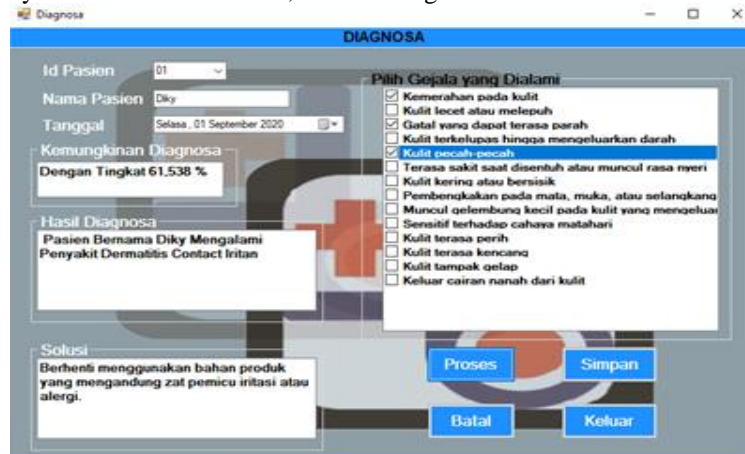 Diagnosa
DIAGNOSA
Id Pasien
01
Nama Pasien
Diky
Tanggal
Selasa , 01 September 2020
Kemungkinan Diagnosa
Dengan Tingkat 61,538 %
Hasil Diagnosa
Pasien Bernama Diky Mengalami
Penyakit Dermatitis Contact Iritan
Solusi
Berhenti menggunakan bahan produk
yang mengandung zat pemicu iritasi atau
alergi.
Pilih Gejala yang Dialami
Kemerahan pada kulit
Kulit lecet atau melepuh
Gatal yang dapat terasa parah
Kulit terkelupas hingga mengeluarkan darah
Kulit pecah-pecah
Terasa sakit saat disentuh atau muncul rasa nyeri
Kulit kering atau bersisik
Pembengkakan pada mata, muka, atau selangkang
Muncul gelembung kecil pada kulit yang mengeluar
Sensitif terhadap cahaya matahari
Kulit terasa perih
Kulit terasa kencang
Kulit tampak gelap
Keluar cairan nanah dari kulit
Proses
Simpan
Batal
Keluar